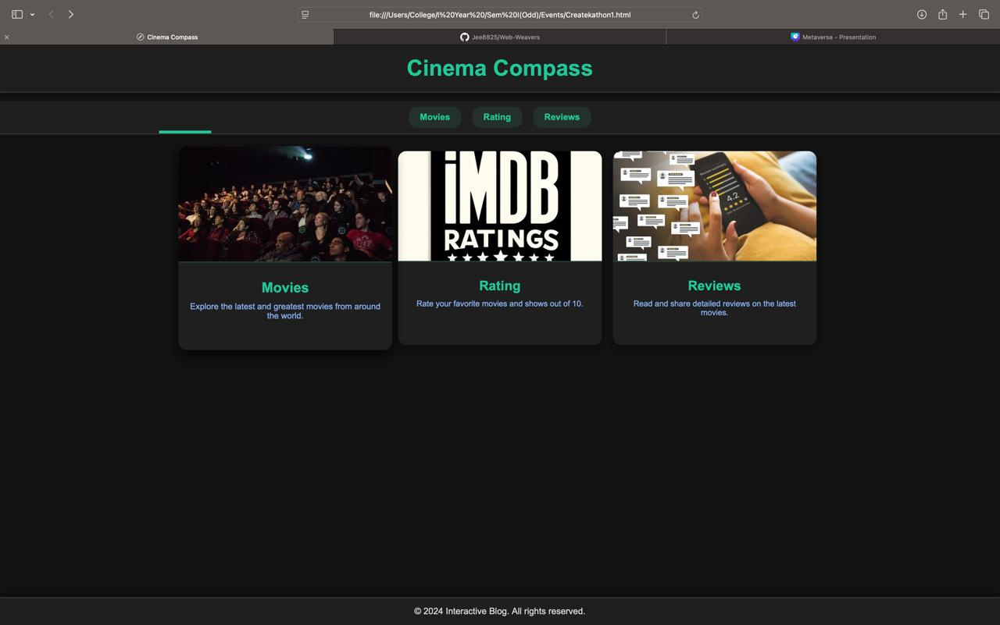 file:///Users/College/I%20Year%20/Sem%20I(Odd)/Events/Createkathon1.html
Cinema Compass
Jee8825/Web-Weavers
Metaverse - Presentation
Cinema Compass
Movies
Rating
Reviews
iMDB
RATINGS
Review summary
4.2
Movies
Explore the latest and greatest movies from around
the world.
Rating
Rate your favorite movies and shows out of 10.
Reviews
Read and share detailed reviews on the latest
movies.
© 2024 Interactive Blog. All rights reserved.